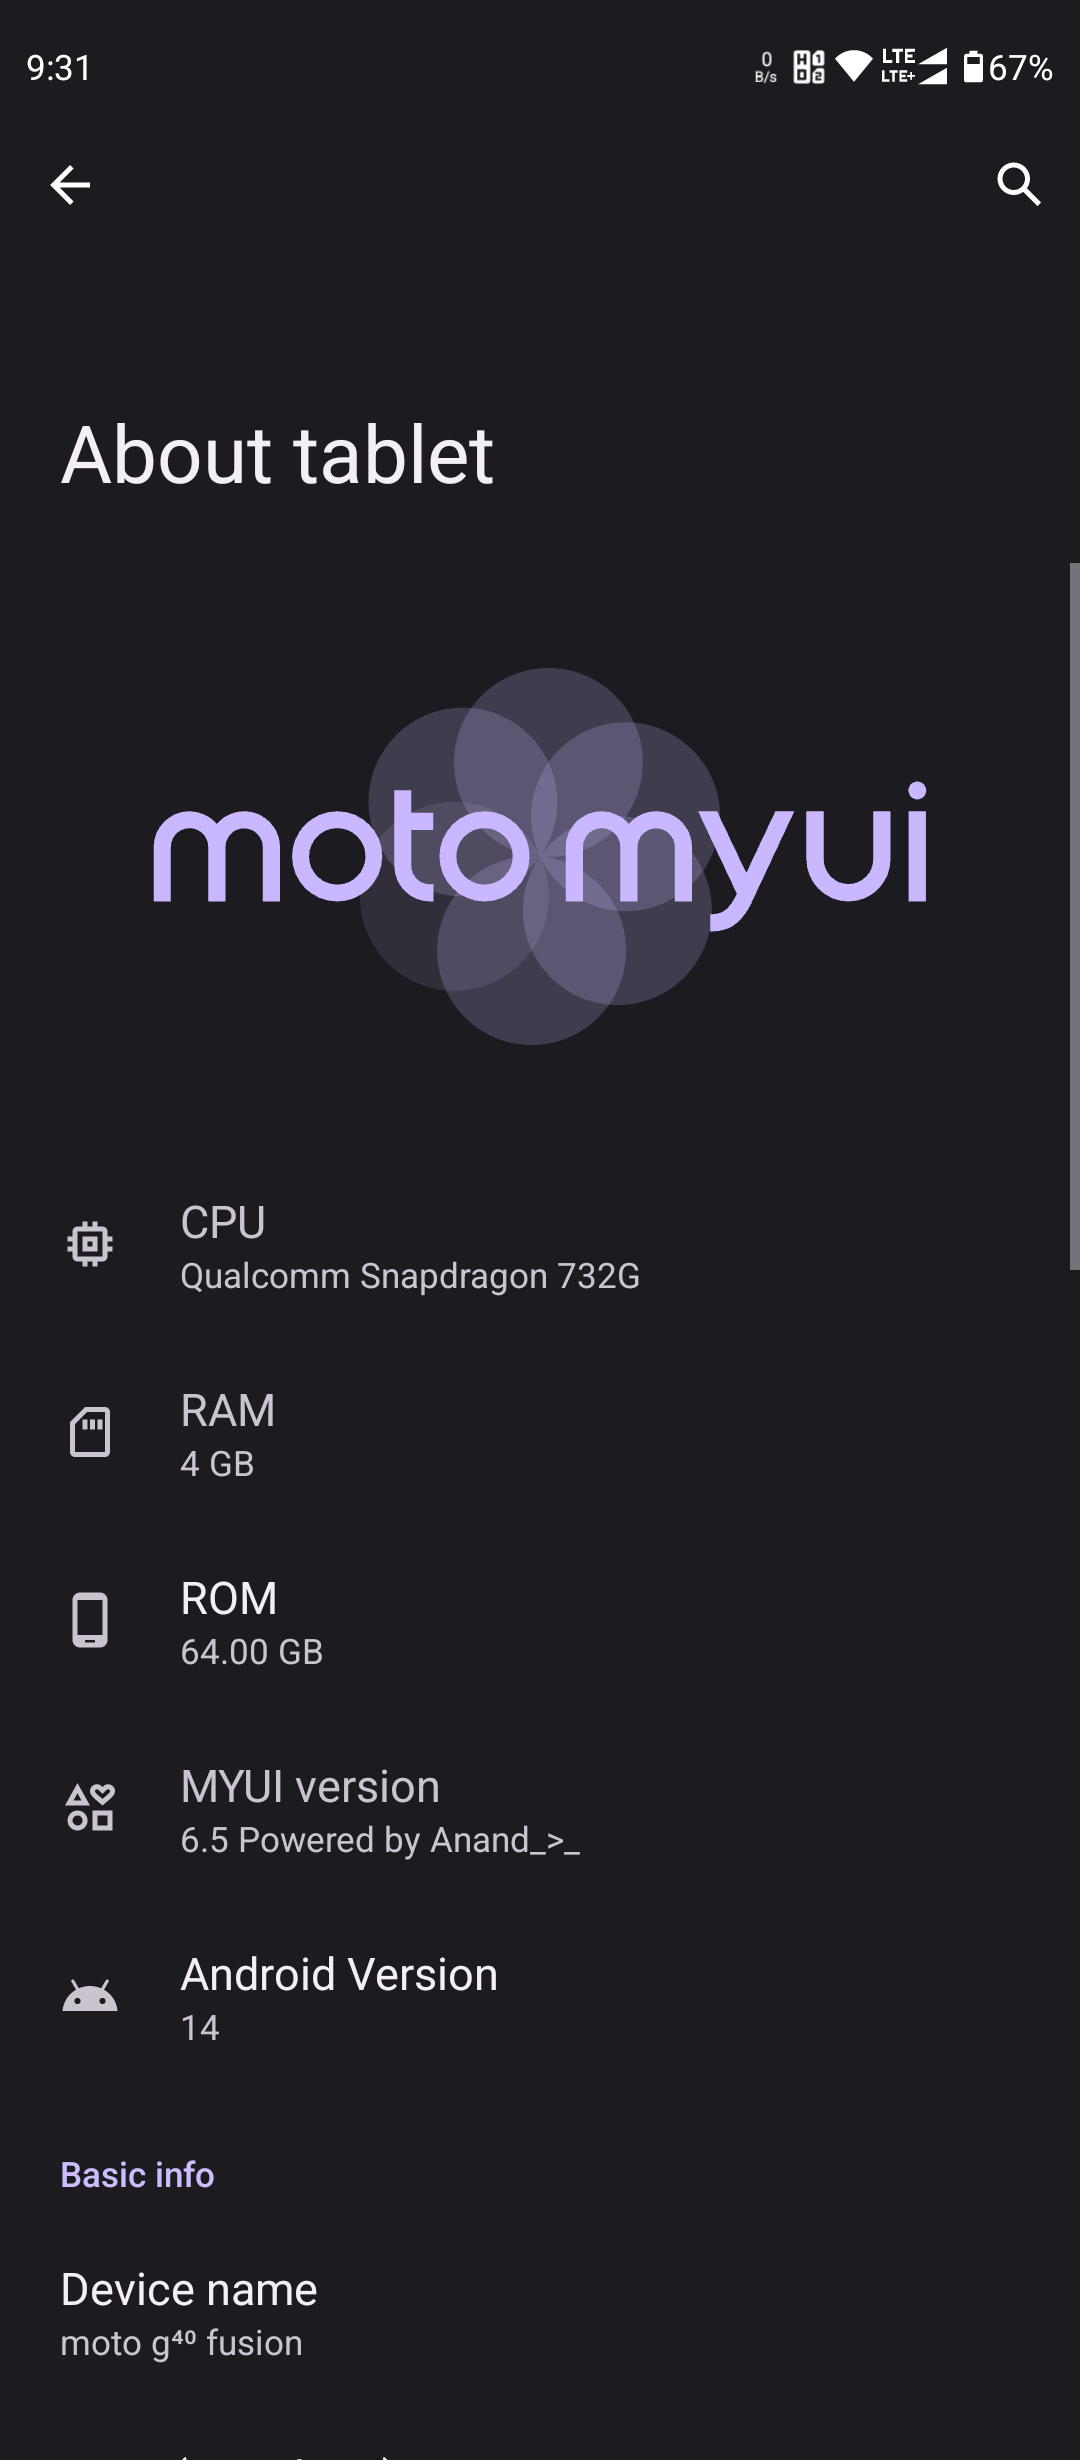 9:31
0
B/s
LTE
LTE+
67%
About tablet
moto myui
CPU
Qualcomm Snapdragon 732G
RAM
4 GB
ROM
64.00 GB
MYUI version
6.5 Powered by Anand_>_
Android Version
14
Basic info
Device name
moto g⁴⁰ fusion